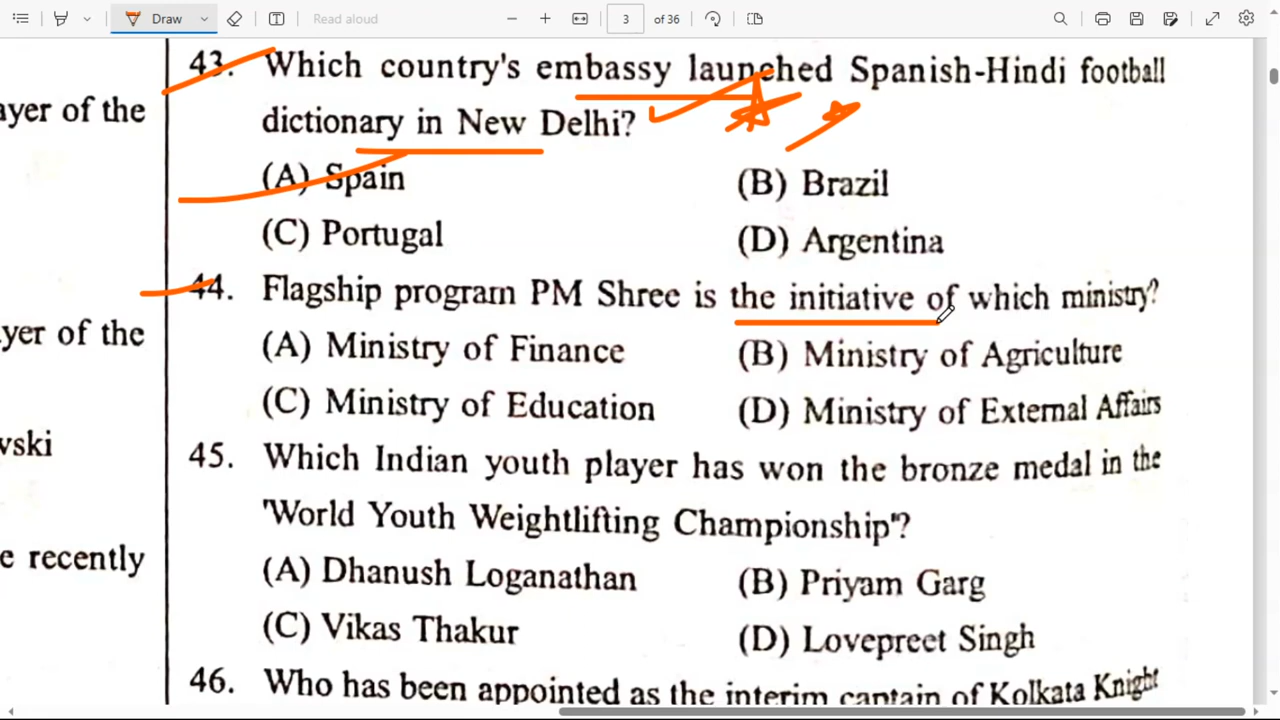 Draw
Read aloud
3
of 36
43. Which country's embassy launched Spanish-Hindi football
ayer of the
dictionary in New Delhi?
(A) Spain
(B) Brazil
(C) Portugal
(D) Argentina
44. Flagship program PM Shree is the initiative of which ministry?
yer of the
(A) Ministry of Finance
(B) Ministry of Agriculture
(C) Ministry of Education
(D) Ministry of External Affairs
vski
45. Which Indian youth player has won the bronze medal in the
'World Youth Weightlifting Championship'?
e recently
(A) Dhanush Loganathan
(B) Priyam Garg
(C) Vikas Thakur
(D) Lovepreet Singh
46. Who has been appointed as the interim captain of Kolkata Knight